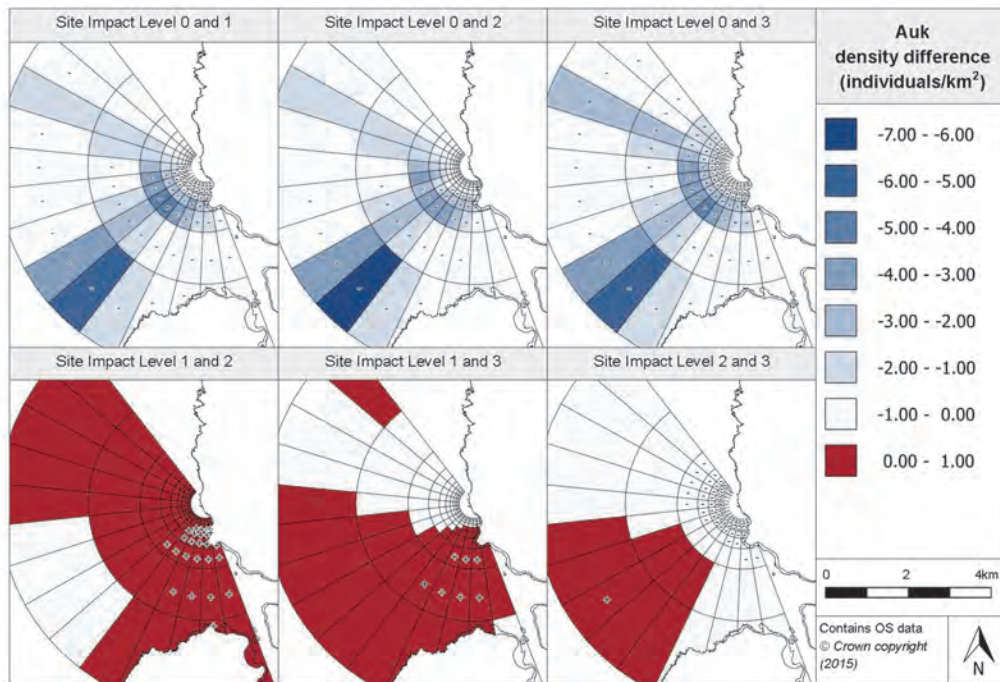 Site Impact Level 0 and 1
Site Impact Level 0 and 2
Site Impact Level 0 and 3
Auk
density difference
(individuals/km²)
-7.00 - -6.00
-6.00 - -5.00
-5.00 - -4.00
-4.00 - -3.00
-3.00 - -2.00
-2.00 - -1.00
-1.00 - 0.00
0.00 - 1.00
Site Impact Level 1 and 2
Site Impact Level 1 and 3
Site Impact Level 2 and 3
0 2 4km
Contains OS data
© Crown copyright
(2015)
N